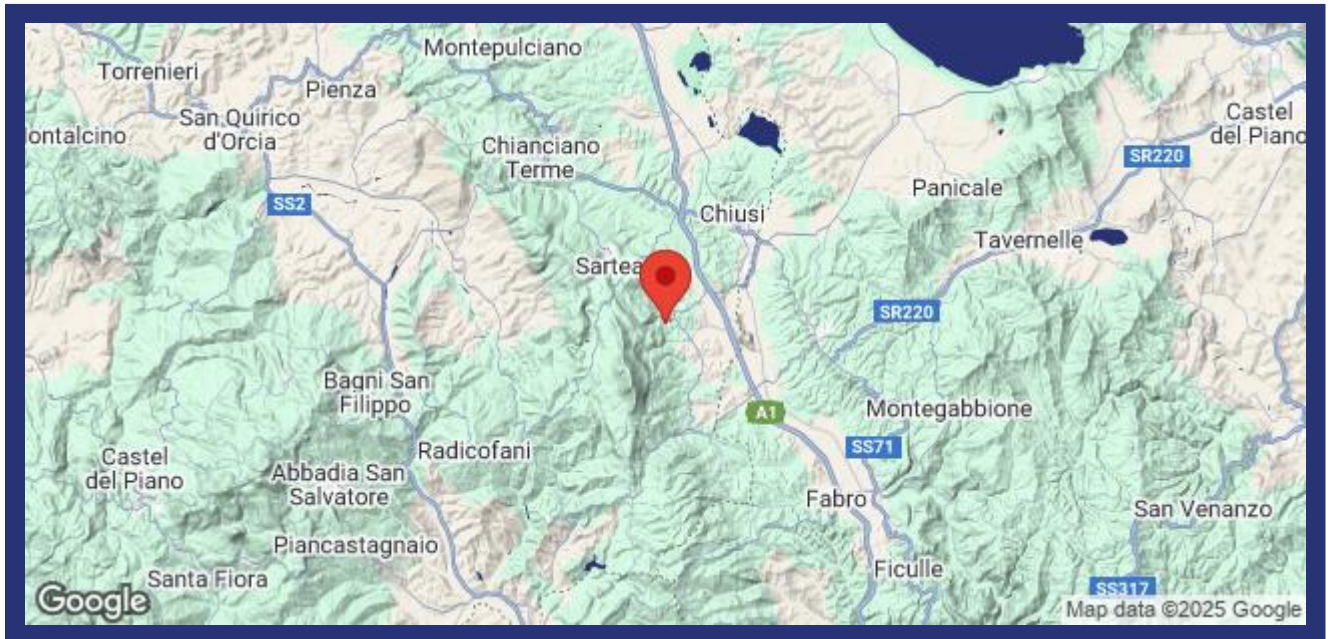 Montepulciano
Torrenieri
Pienza
San Quirico
d'Orcia
Castel
del Piano
ontalcino
Chianciano
Terme
SR220
Panicale
SS2
Chiusi
Tavernelle
Sartea
SR220
Bagni San
Filippo
A1
Montegabbione
Radicofani
SS71
Castel
del Piano
Abbadia San
Salvatore
Fabro
San Venanzo
Piancastagnaio
Santa Fiora
Ficulle
SS317
Google
Map data ©2025 Google